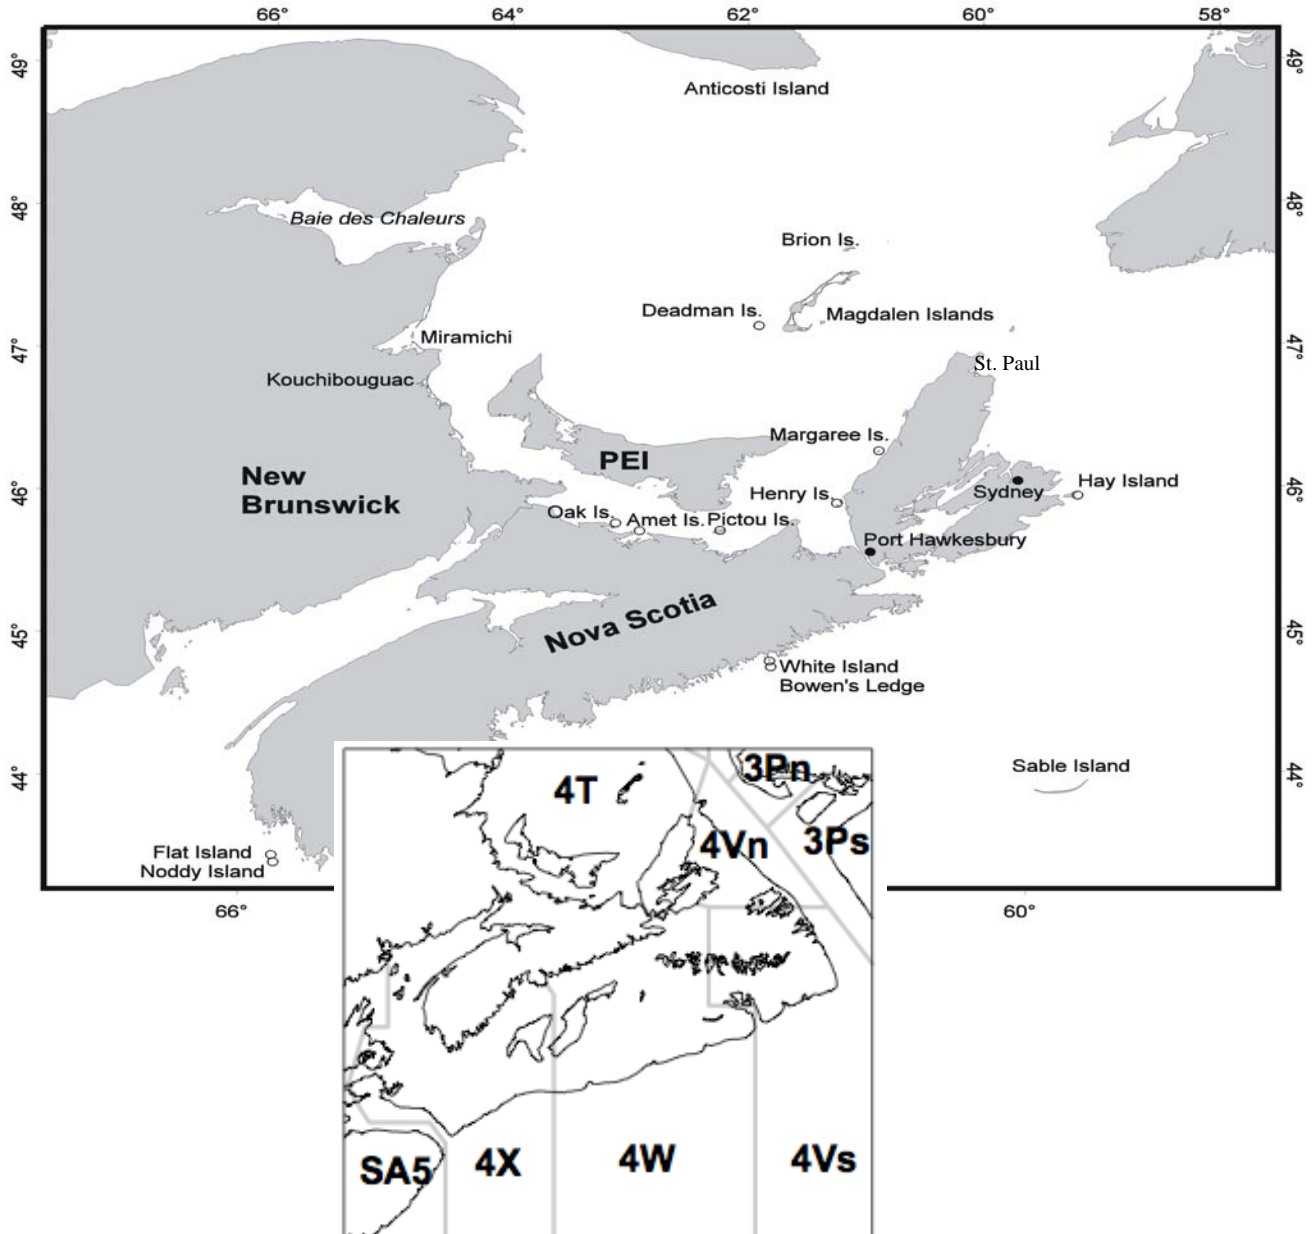 66° 64° 62° 60° 58°
49° 49°
Anticosti Island
48° 48°
Baie des Chaleurs
Brion Is.
Deadman Is.
Magdalen Islands
Miramichi
47° 47°
St. Paul
Kouchibouguac
Margaree Is.
PEI
New
Brunswick
46° 46°
Henry Is.
Sydney
Hay Island
Oak Is.
Amet Is.
Pictou Is.
Port Hawkesbury
Nova Scotia
45° 45°
White Island
Bowen's Ledge
44° 44°
Sable Island
Flat Island
Noddy Island
66° 60°
3Pn
4T
4Vn
3Ps
SA5
4X
4W
4Vs